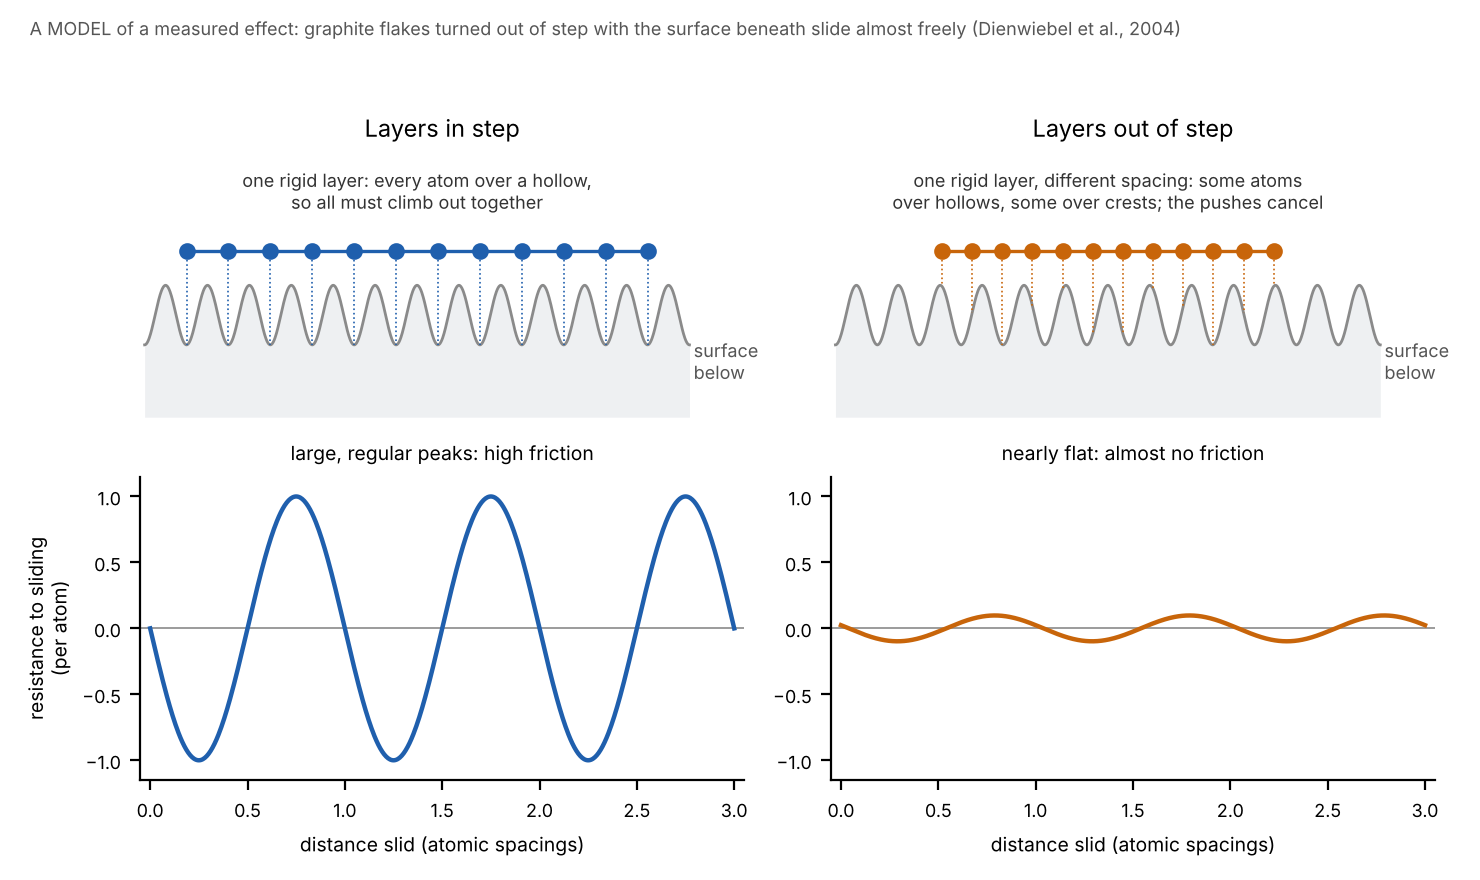 A MODEL of a measured effect: graphite flakes turned out of step with the surface beneath slide almost freely (Dienwiebel et al., 2004)
Layers in step
one rigid layer: every atom over a hollow,
so all must climb out together
surface
below
large, regular peaks: high friction
resistance to sliding
(per atom)
1.0
0.5
0.0
−0.5
−1.0
0.0 0.5 1.0 1.5 2.0 2.5 3.0
distance slid (atomic spacings)
Layers out of step
one rigid layer, different spacing: some atoms
over hollows, some over crests; the pushes cancel
surface
below
nearly flat: almost no friction
1.0
0.5
0.0
−0.5
−1.0
0.0 0.5 1.0 1.5 2.0 2.5 3.0
distance slid (atomic spacings)